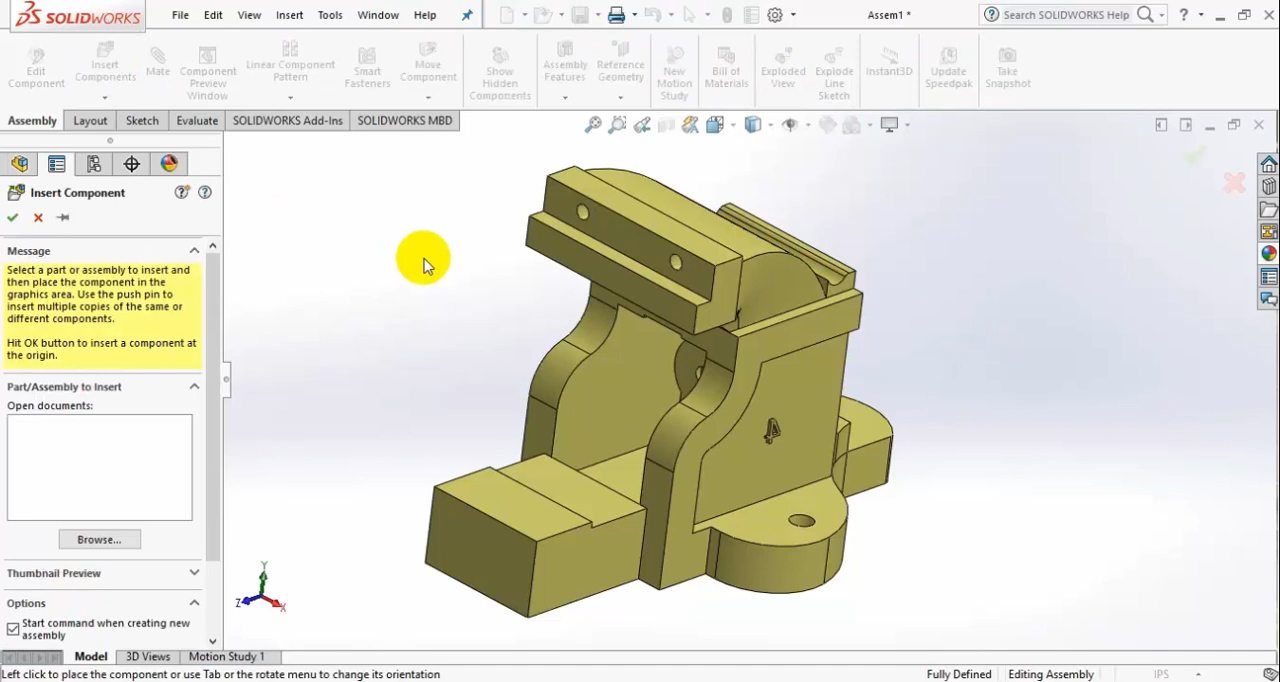 SOLIDWORKS
File Edit View Insert Tools Window Help
Assem1 *
Search SOLIDWORKS Help
Edit Component
Insert Components
Mate
Component Preview Window
Linear Component Pattern
Smart Fasteners
Move Component
Show Hidden Components
Assembly Features
Reference Geometry
New Motion Study
Bill of Materials
Exploded View
Explode Line Sketch
Instant3D
Update Speedpak
Take Snapshot
Assembly Layout Sketch Evaluate SOLIDWORKS Add-Ins SOLIDWORKS MBD
Insert Component
Message
Select a part or assembly to insert and
then place the component in the
graphics area. Use the push pin to
insert multiple copies of the same or
different components.
Hit OK button to insert a component at
the origin.
Part/Assembly to Insert
Open documents:
Browse...
Thumbnail Preview
Options
Start command when creating new
assembly
4
Y
Z
X
Model 3D Views Motion Study 1
Left click to place the component or use Tab or the rotate menu to change its orientation
Fully Defined Editing Assembly IPS